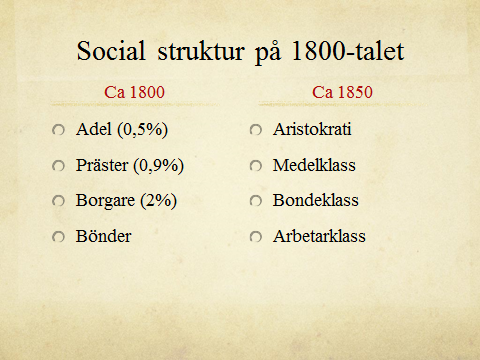 Social struktur på 1800-talet
Ca 1800
Adel (0,5%)
Präster (0,9%)
Borgare (2%)
Bönder
Ca 1850
Aristokrati
Medelklass
Bondeklass
Arbetarklass